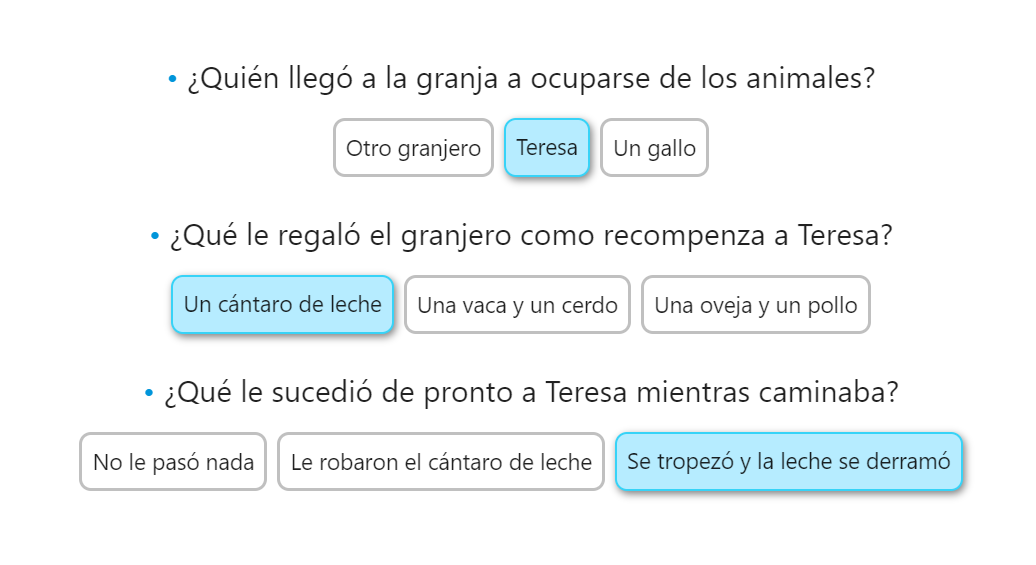 • ¿Quién llegó a la granja a ocuparse de los animales?
Otro granjero Teresa Un gallo
• ¿Qué le regaló el granjero como recompenza a Teresa?
Un cántaro de leche Una vaca y un cerdo Una oveja y un pollo
• ¿Qué le sucedió de pronto a Teresa mientras caminaba?
No le pasó nada Le robaron el cántaro de leche Se tropezó y la leche se derramó